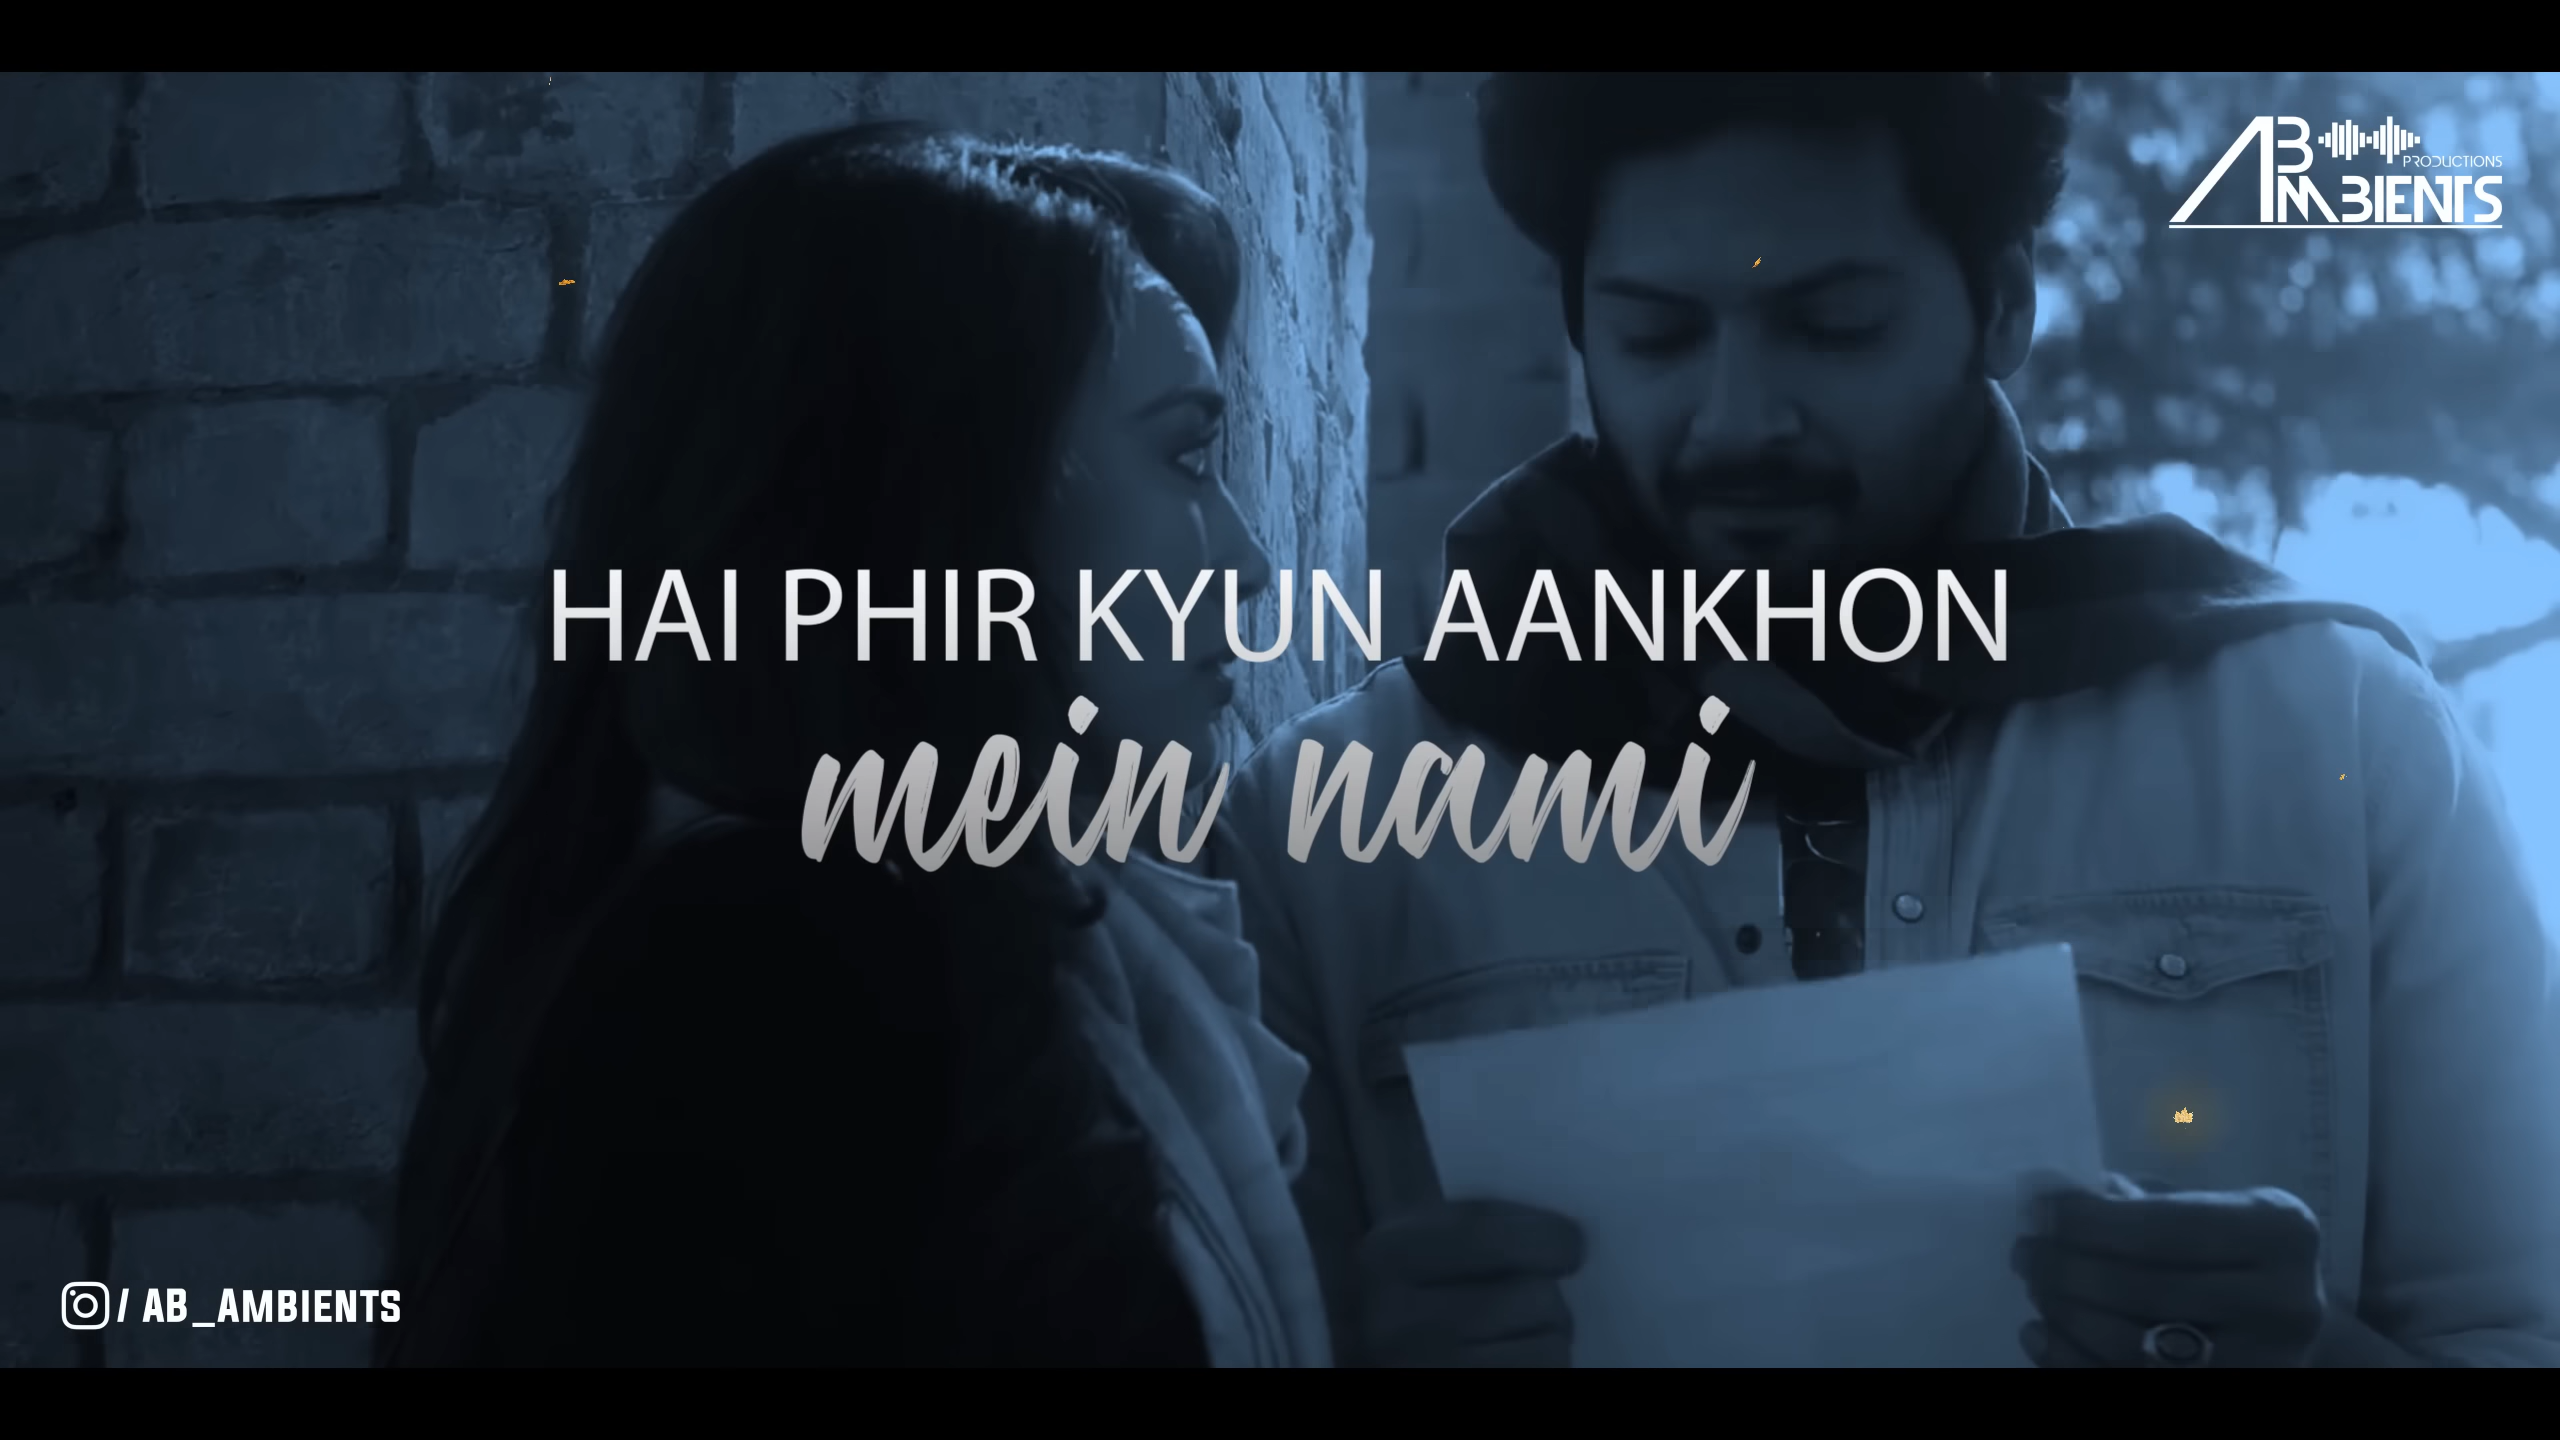 AB
PRODUCTIONS
AMBIENTS
HAI PHIR KYUN AANKHON
mein nami
/ AB_AMBIENTS